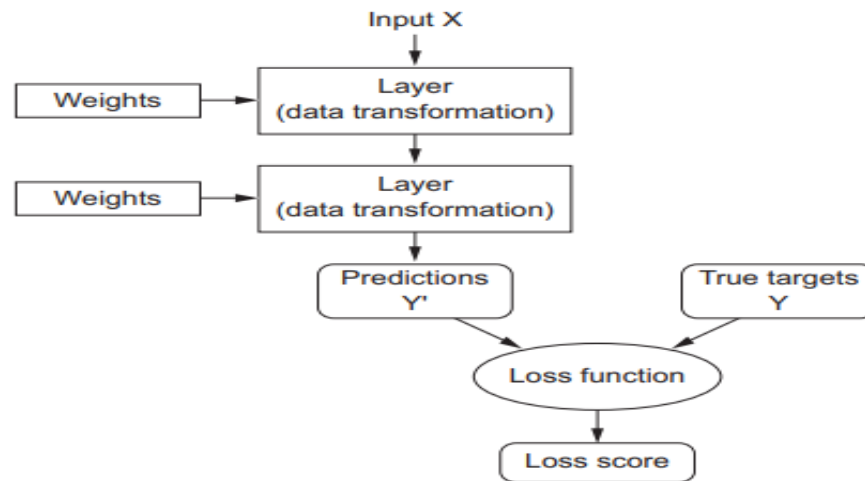 Input X
Weights
Layer
(data transformation)
Weights
Layer
(data transformation)
Predictions
Y'
True targets
Y
Loss function
Loss score